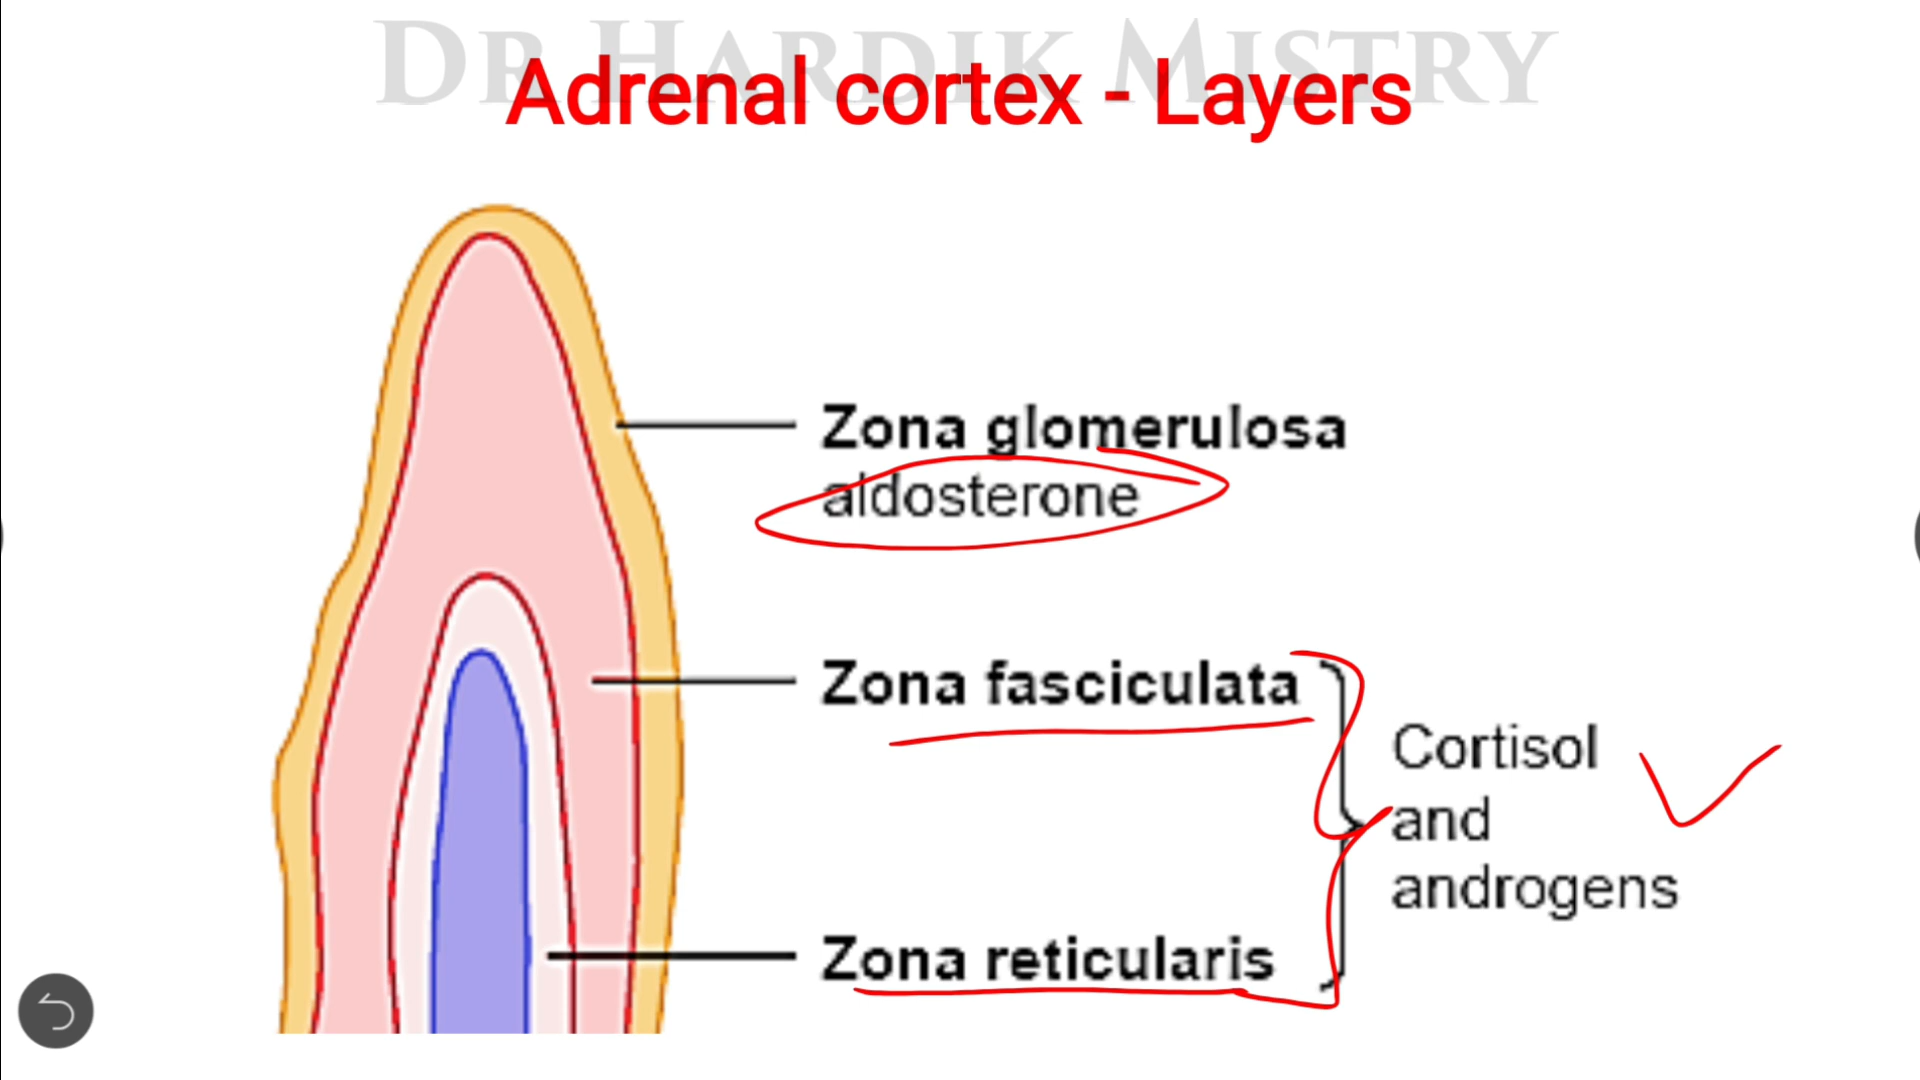 DR HARDIK MISTRY
Adrenal cortex - Layers
Zona glomerulosa
aldosterone
Zona fasciculata
Cortisol
and
androgens
Zona reticularis